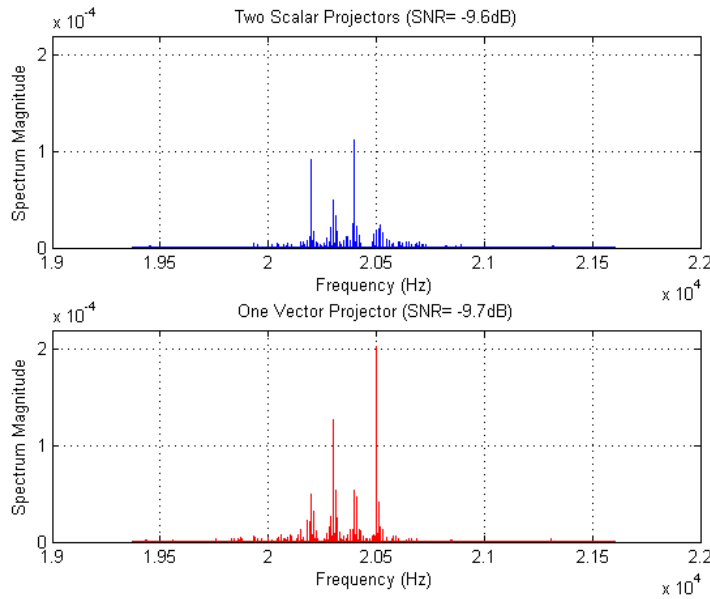 Two Scalar Projectors (SNR= -9.6dB)
x 10^-4
Spectrum Magnitude
2
1
0
1.9 1.95 2 2.05 2.1 2.15 2.2
Frequency (Hz)
x 10^4
One Vector Projector (SNR= -9.7dB)
x 10^-4
Spectrum Magnitude
2
1
0
1.9 1.95 2 2.05 2.1 2.15 2.2
Frequency (Hz)
x 10^4